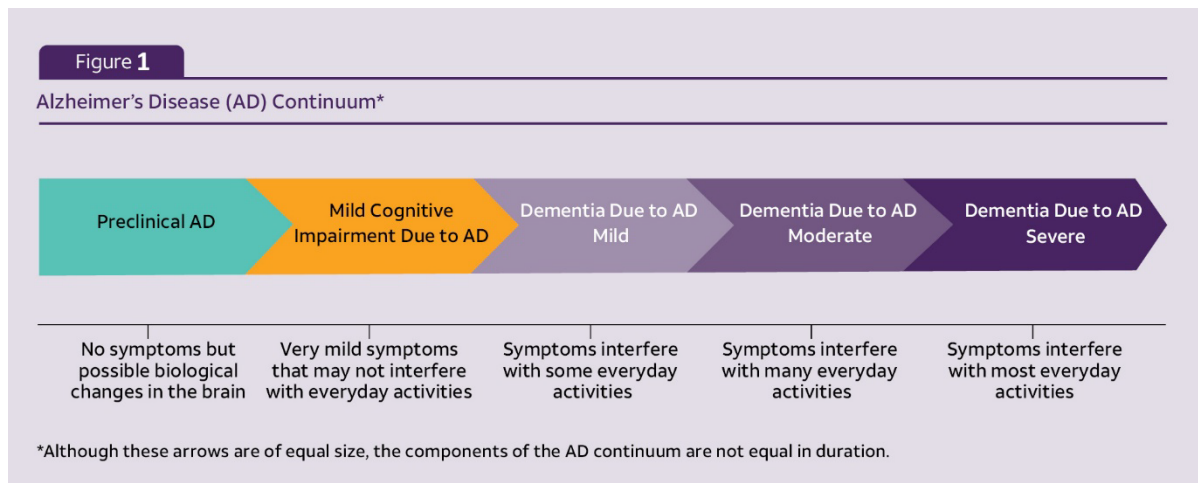 Figure 1
Alzheimer's Disease (AD) Continuum*
Preclinical AD
Mild Cognitive
Impairment Due to AD
Dementia Due to AD
Mild
Dementia Due to AD
Moderate
Dementia Due to AD
Severe
No symptoms but
possible biological
changes in the brain
Very mild symptoms
that may not interfere
with everyday activities
Symptoms interfere
with some everyday
activities
Symptoms interfere
with many everyday
activities
Symptoms interfere
with most everyday
activities
*Although these arrows are of equal size, the components of the AD continuum are not equal in duration.